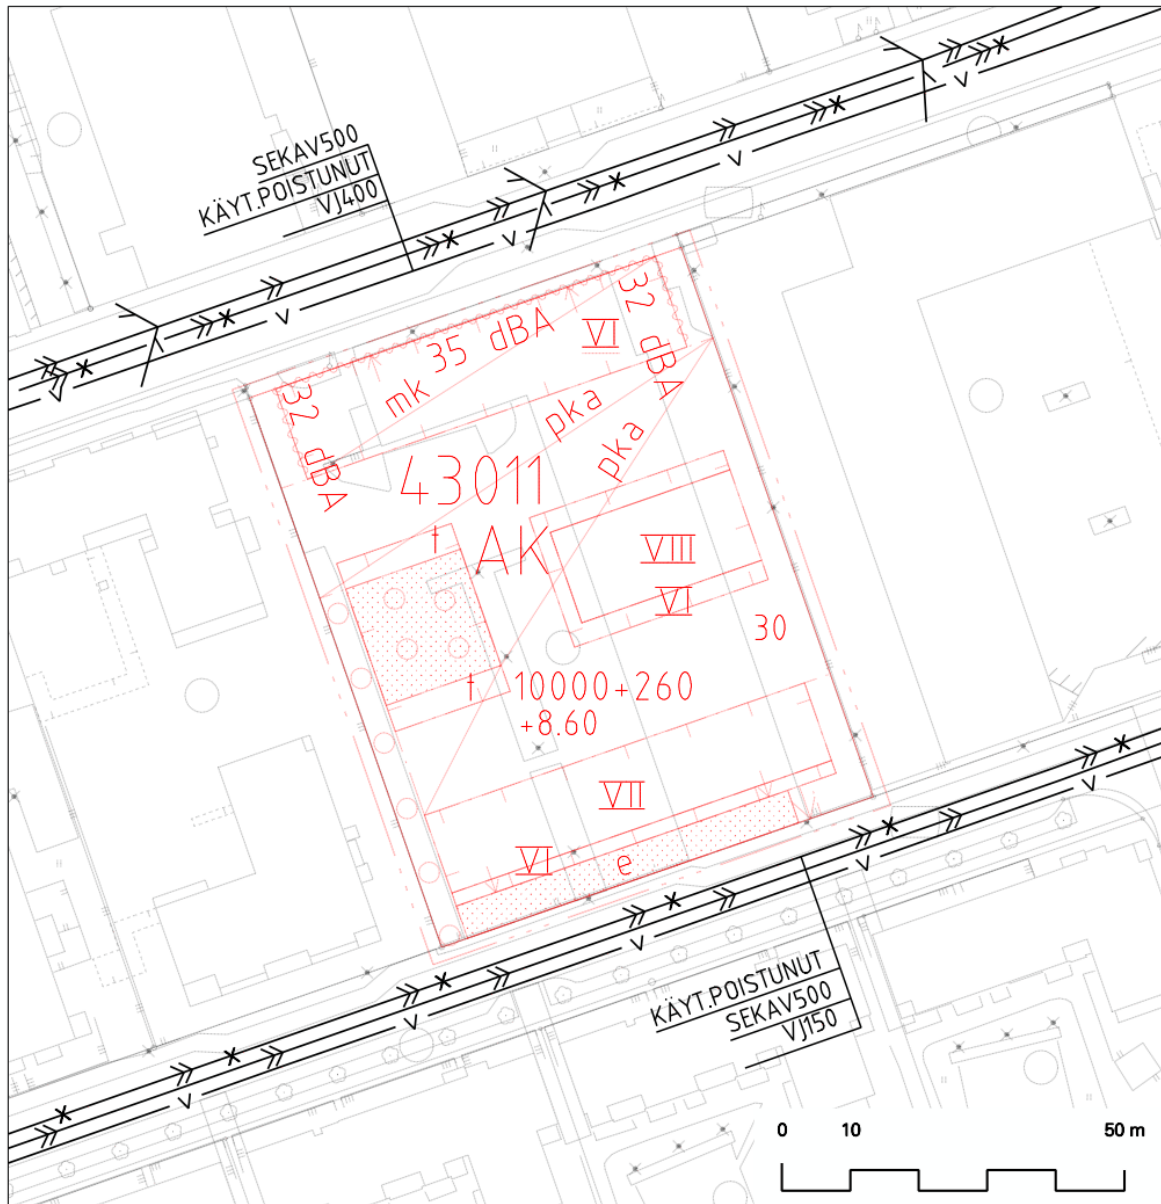 SEKAV500
KÄYT.POISTUNUT
VJ400
32 dBA
35 dBA
VI
32 dBA
mk
pka
pka
43011
t
AK
VIII
VI
30
t
10000+260
+8.60
VII
VI
e
KÄYT.POISTUNUT
SEKAV500
VJ150
0 10 50 m